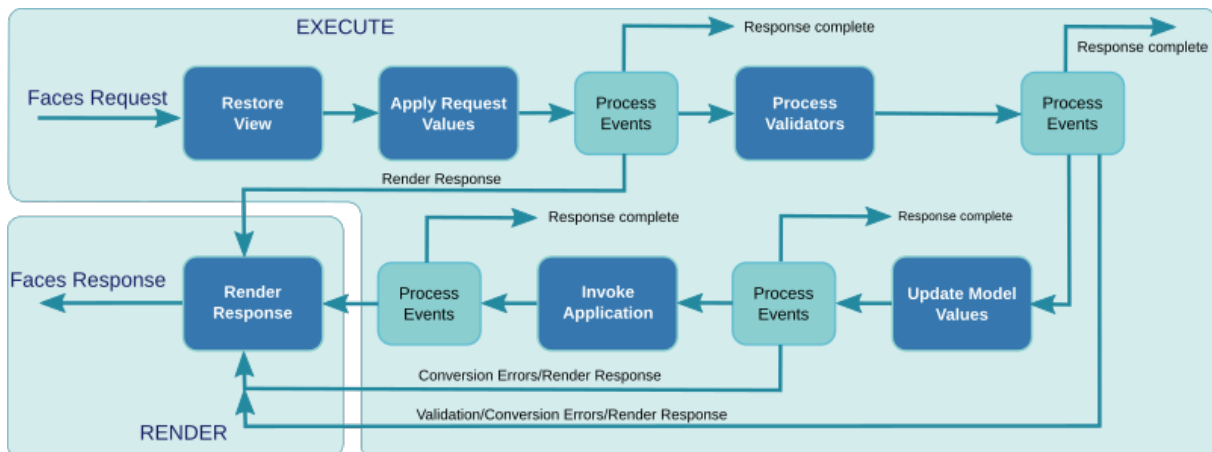 EXECUTE
Response complete
Response complete
Faces Request
Restore
View
Apply Request
Values
Process
Events
Process
Validators
Process
Events
Render Response
Response complete
Response complete
Faces Response
Render
Response
Process
Events
Invoke
Application
Process
Events
Update Model
Values
Conversion Errors/Render Response
Validation/Conversion Errors/Render Response
RENDER